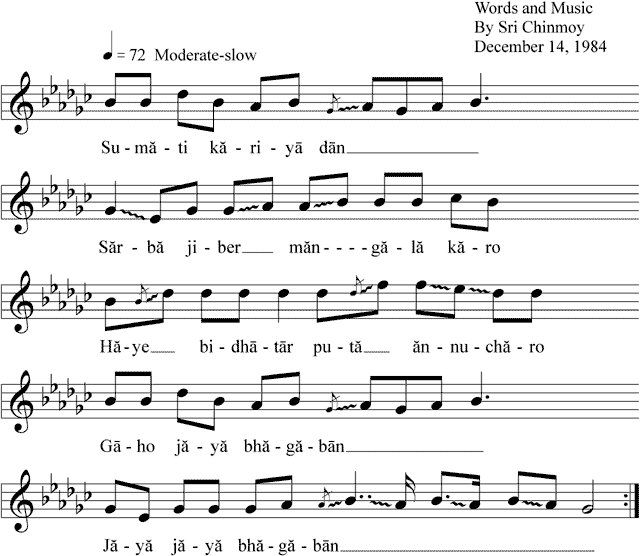 Words and Music
By Sri Chinmoy
December 14, 1984
♩ = 72 Moderate-slow
Su - mă - ti kă - ri - yā dān
Săr - bă ji - ber măn - - - - gă - lă kă - ro
Hă - ye bi - dhă - tār pu - tă ăn - nu - chă - ro
Gā - ho jă - yă bhă - gă - bān
Jă - yă jă - yă bhă - gă - bān